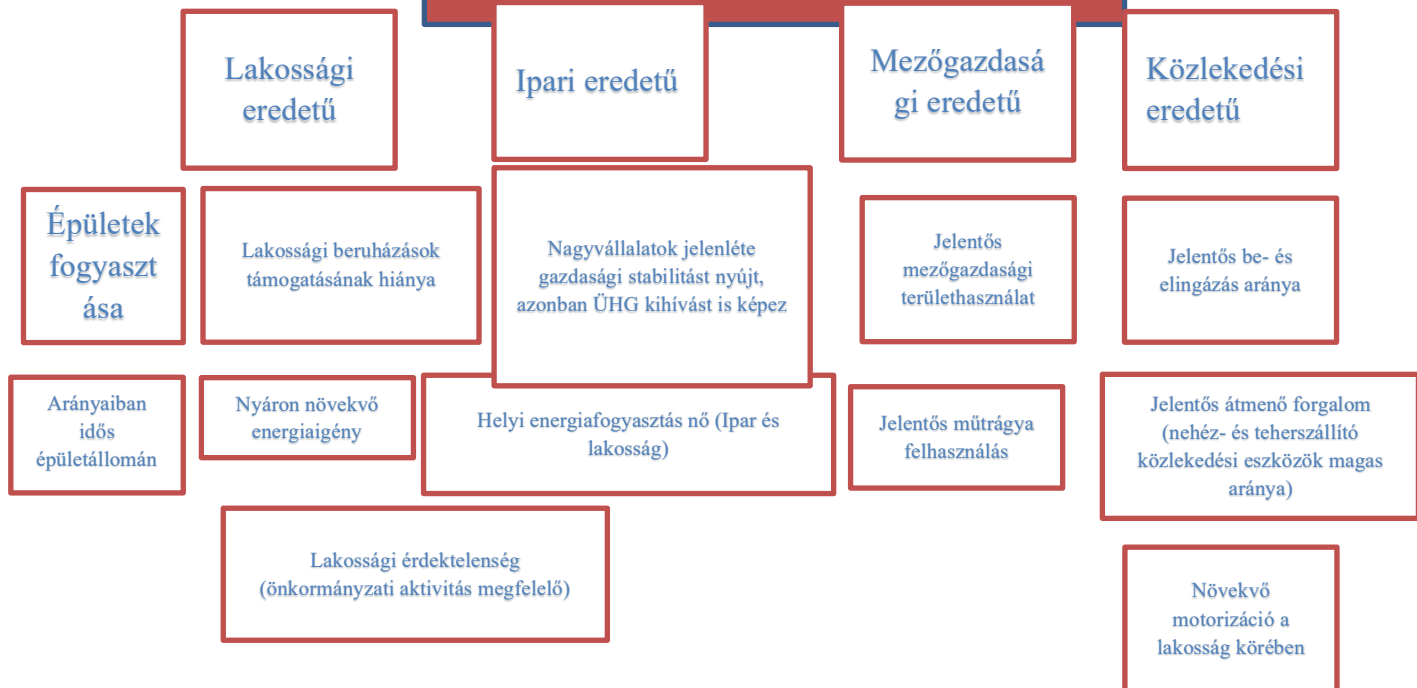 Lakossági
eredetű
Ipari eredetű
Mezőgazdasá
gi eredetű
Közlekedési
eredetű
Épületek
fogyaszt
ása
Lakossági beruházások
támogatásának hiánya
Nagyvállalatok jelenléte
gazdasági stabilitást nyújt,
azonban ÜHG kihívást is képez
Jelentős
mezőgazdasági
területhasználat
Jelentős be- és
elingázás aránya
Arányaiban
idős
épületállomán
Nyáron növekvő
energiaigény
Helyi energiafogyasztás nő (Ipar és
lakosság)
Jelentős műtrágya
felhasználás
Jelentős átmenő forgalom
(nehéz- és teherszállító
közlekedési eszközök magas
aránya)
Lakossági érdektelenség
(önkormányzati aktivitás megfelelő)
Növekvő
motorizáció a
lakosság körében